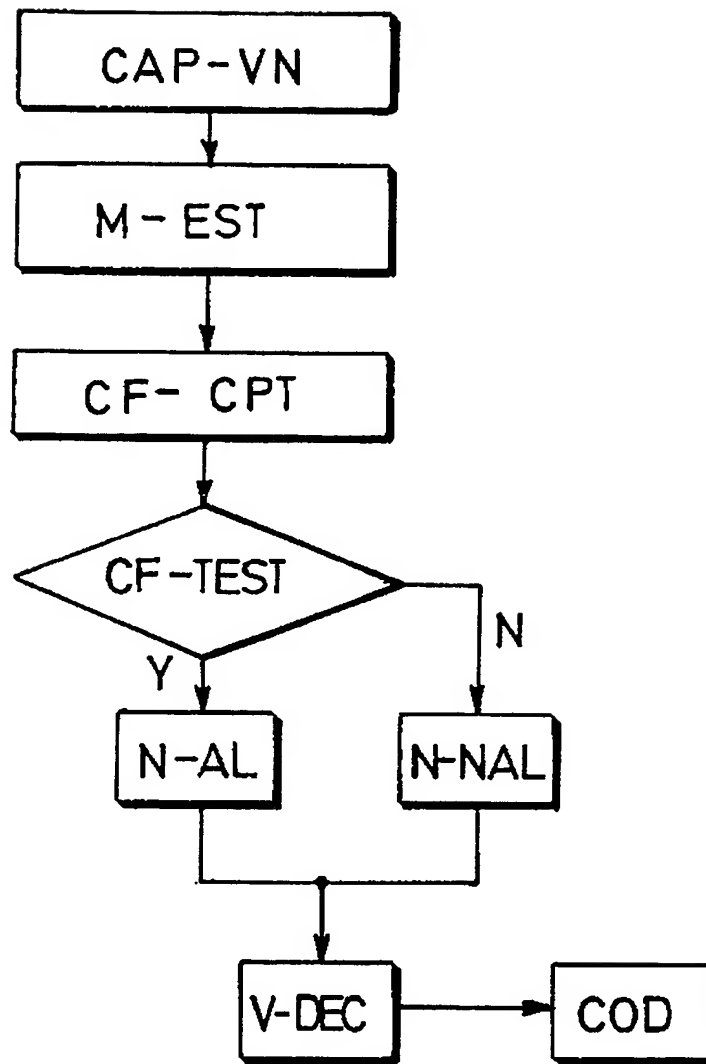 CAP-VN
M-EST
CF-CPT
CF-TEST
Y
N
N-AL
N-NAL
V-DEC
COD